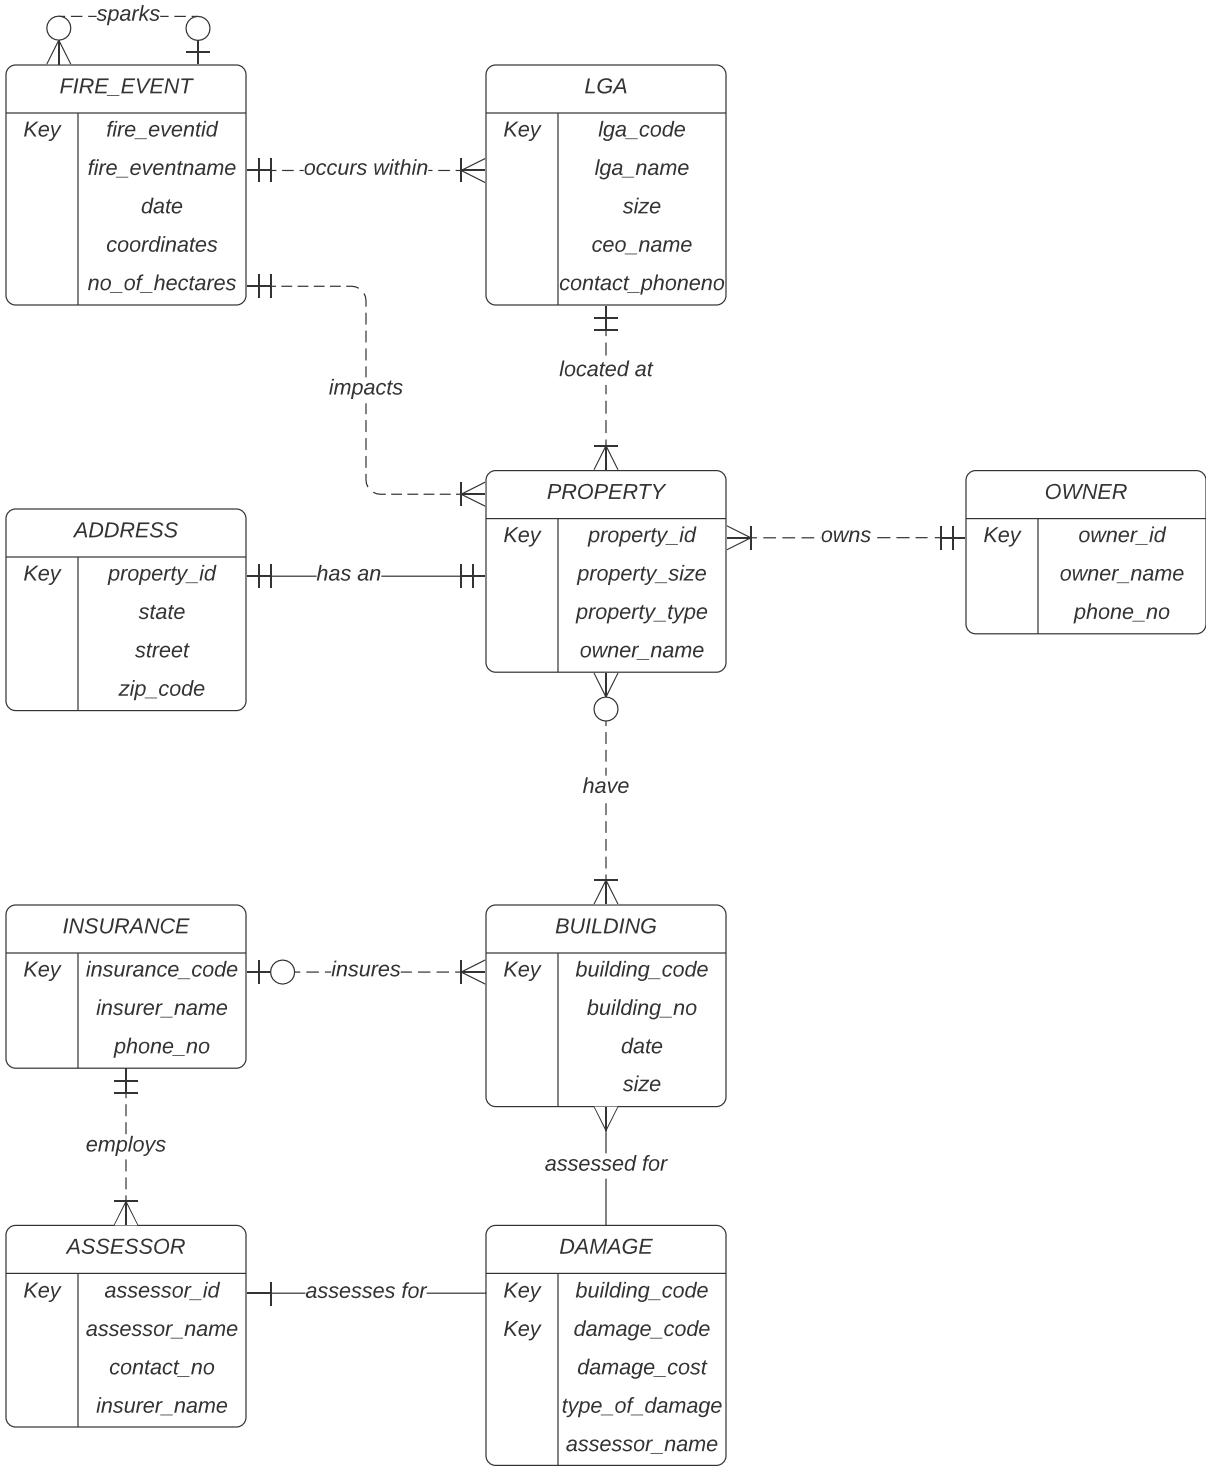 sparks
FIRE_EVENT
Key fire_eventid
fire_eventname
date
coordinates
no_of_hectares
occurs within
LGA
Key lga_code
lga_name
size
ceo_name
contact_phoneno
impacts
located at
ADDRESS
Key property_id
state
street
zip_code
has an
PROPERTY
Key property_id
property_size
property_type
owner_name
owns
OWNER
Key owner_id
owner_name
phone_no
have
INSURANCE
Key insurance_code
insurer_name
phone_no
insures
BUILDING
Key building_code
building_no
date
size
employs
assessed for
ASSESSOR
Key assessor_id
assessor_name
contact_no
insurer_name
assesses for
DAMAGE
Key building_code
Key damage_code
damage_cost
type_of_damage
assessor_name